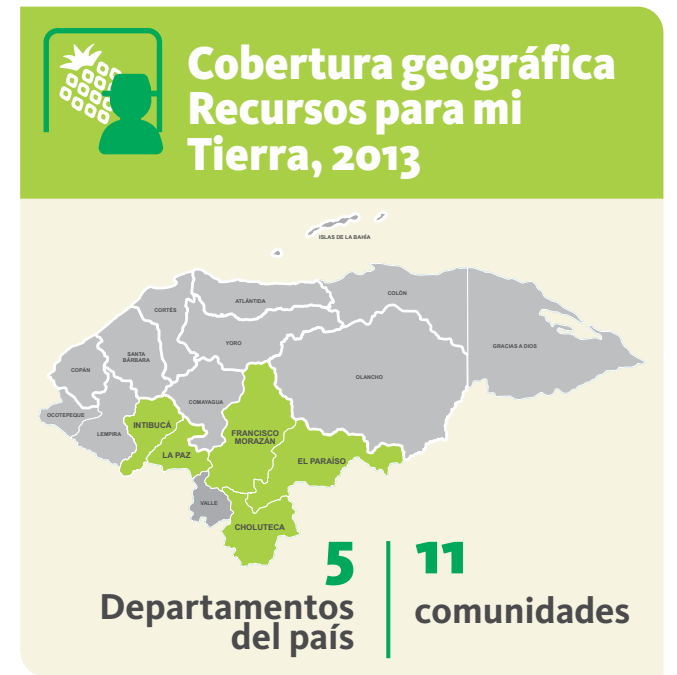 Cobertura geográfica
Recursos para mi
Tierra, 2013
ISLAS DE LA BAHÍA
COLÓN
ATLÁNTIDA
CORTÉS
YORO
GRACIAS A DIOS
SANTA
BÁRBARA
COPÁN
OLANCHO
COMAYAGUA
OCOTEPEQUE
INTIBUCÁ
LEMPIRA
FRANCISCO
MORAZÁN
LA PAZ
EL PARAÍSO
VALLE
CHOLUTECA
5
Departamentos
del país
11
comunidades